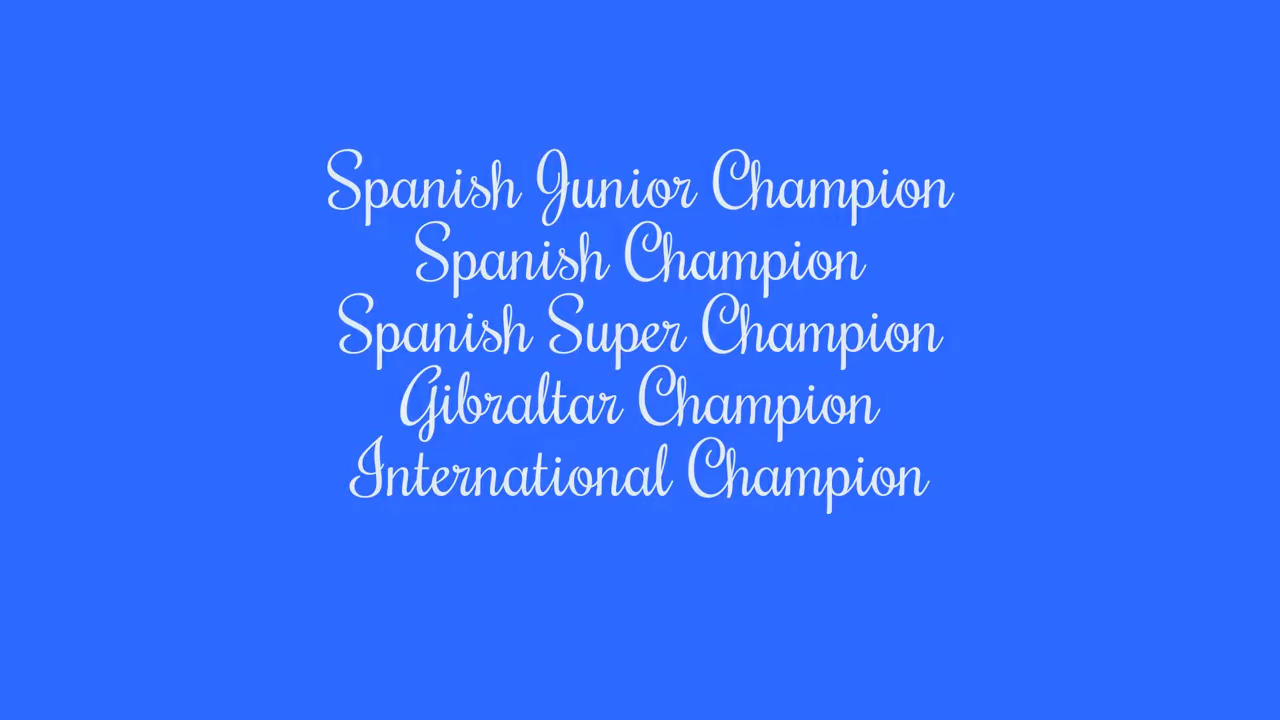 Spanish Junior Champion
Spanish Champion
Spanish Super Champion
Gibraltar Champion
International Champion